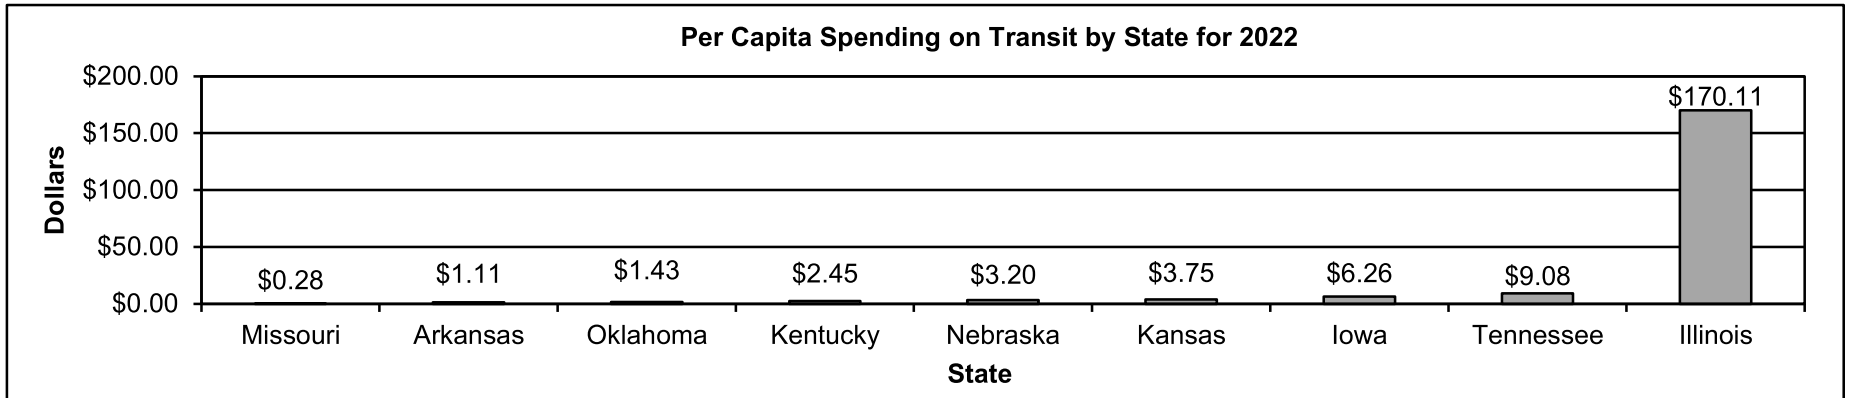 Per Capita Spending on Transit by State for 2022
$200.00
$150.00
$100.00
$50.00
$0.00
Dollars
$0.28
$1.11
$1.43
$2.45
$3.20
$3.75
$6.26
$9.08
$170.11
Missouri
Arkansas
Oklahoma
Kentucky
Nebraska
Kansas
Iowa
Tennessee
Illinois
State